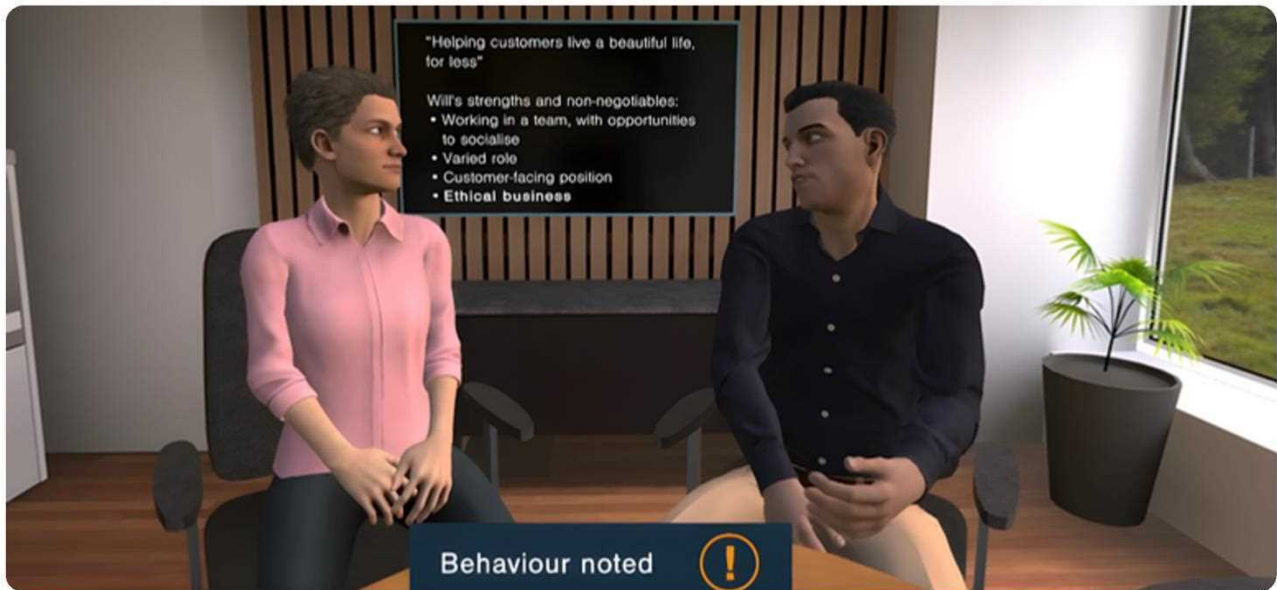 "Helping customers live a beautiful life,
for less"
Will's strengths and non-negotiables:
• Working in a team, with opportunities
to socialise
• Varied role
• Customer-facing position
• Ethical business
Behaviour noted !